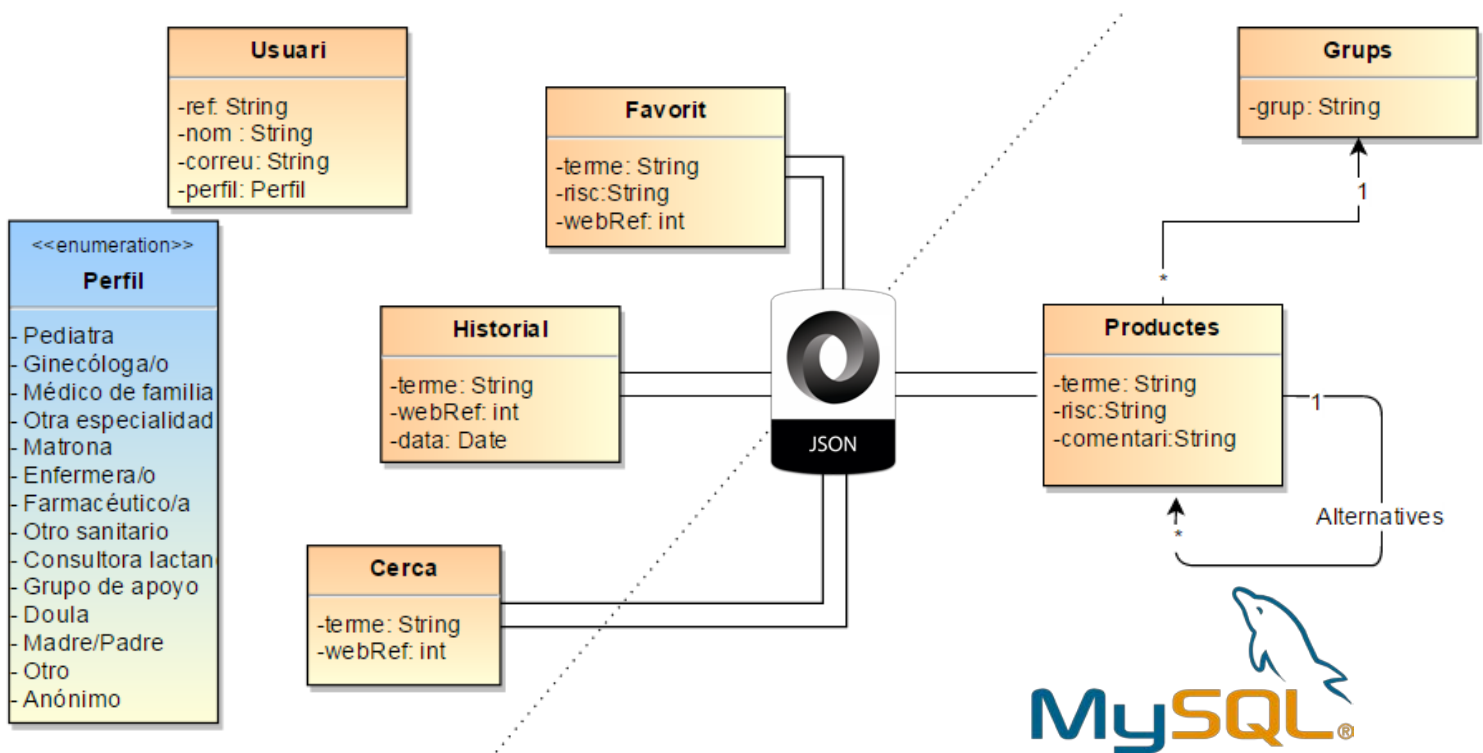 Usuari
-ref: String
-nom : String
-correu: String
-perfil: Perfil
<<enumeration>>
Perfil
- Pediatra
- Ginecóloga/o
- Médico de familia
- Otra especialidad
- Matrona
- Enfermera/o
- Farmacéutico/a
- Otro sanitario
- Consultora lactan
- Grupo de apoyo
- Doula
- Madre/Padre
- Otro
- Anónimo
Favorit
-terme: String
-risc:String
-webRef: int
Historial
-terme: String
-webRef: int
-data: Date
Cerca
-terme: String
-webRef: int
JSON
Grups
-grup: String
1
*
Productes
-terme: String
-risc:String
-comentari:String
1
*
Alternatives
MySQL®